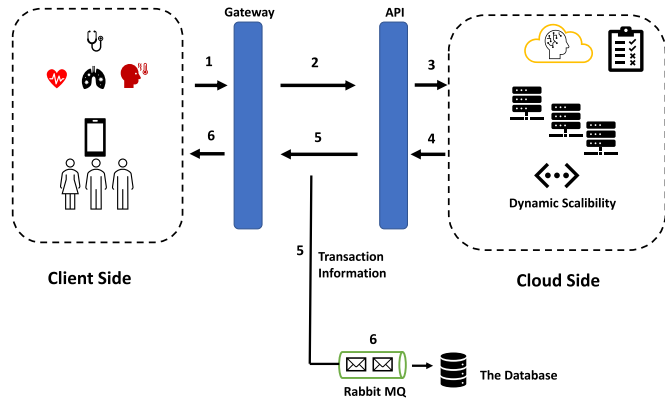 Gateway
API
1
2
3
6
5
4
Dynamic Scalibility
5
Transaction
Information
Client Side
Cloud Side
6
Rabbit MQ
The Database